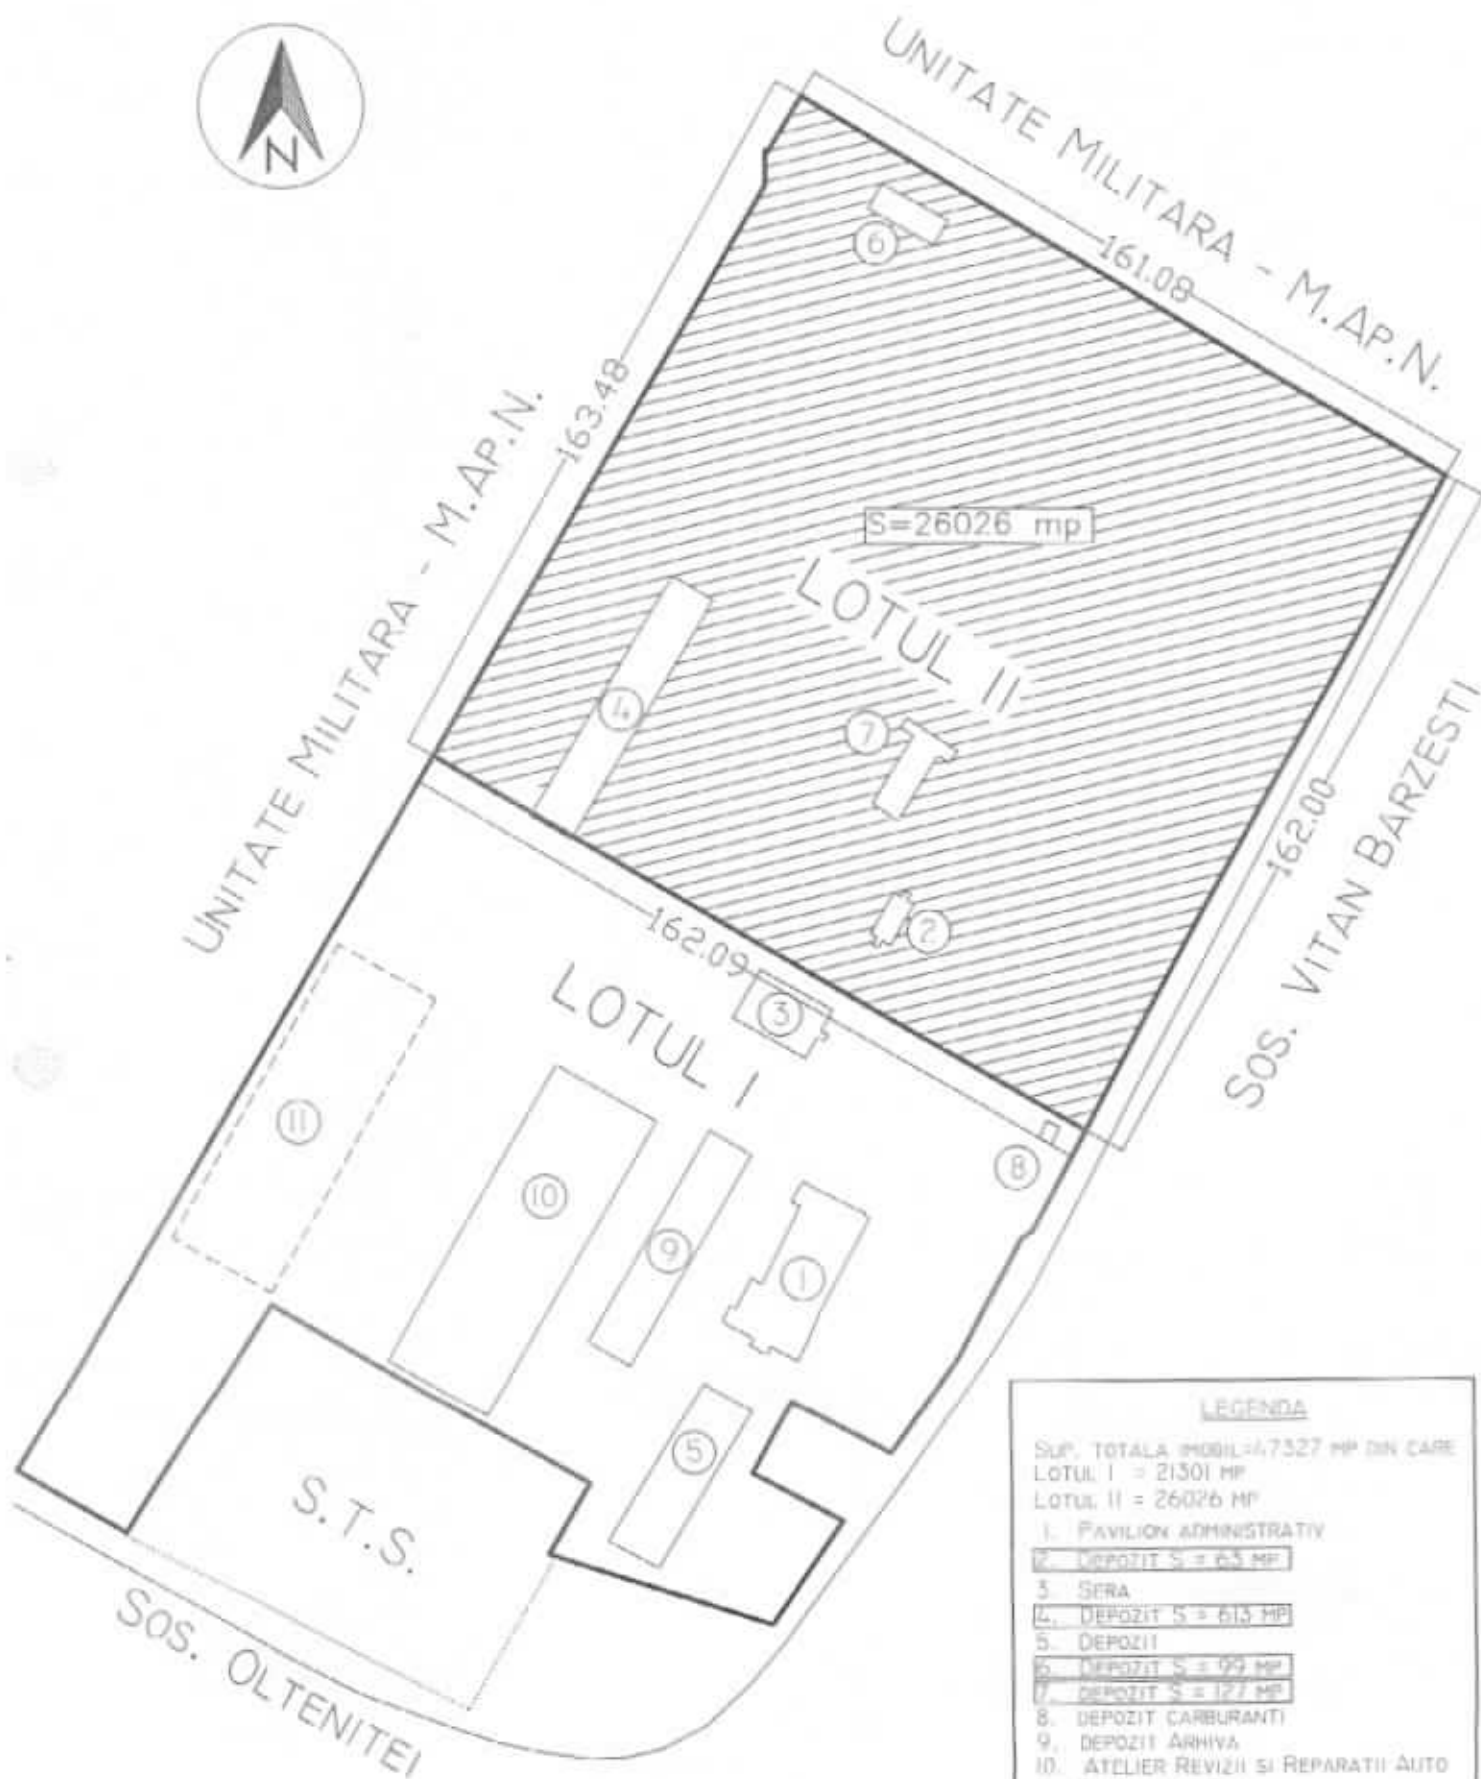 N
UNITATE MILITARA - M.AP.N.
161.08
6
163.48
UNITATE MILITARA - M.AP.N.
S=26026 mp
LOTUL II
4
7
162.00
SOS. VITAN BARZESTI
2
162.09
3
LOTUL I
11
10
9
8
1
5
S.T.S.
SOS. OLTENITEI
LEGENDA
SUP. TOTALA IMOBIL=47327 MP DIN CARE
LOTUL I = 21301 MP
LOTUL II = 26026 MP
1. PAVILION ADMINISTRATIV
2. DEPOZIT S = 63 MP
3. SERA
4. DEPOZIT S = 613 MP
5. DEPOZIT
6. DEPOZIT S = 99 MP
7. DEPOZIT S = 127 MP
8. DEPOZIT CARBURANTI
9. DEPOZIT ARHIVA
10. ATELIER REVIZII SI REPARATII AUTO